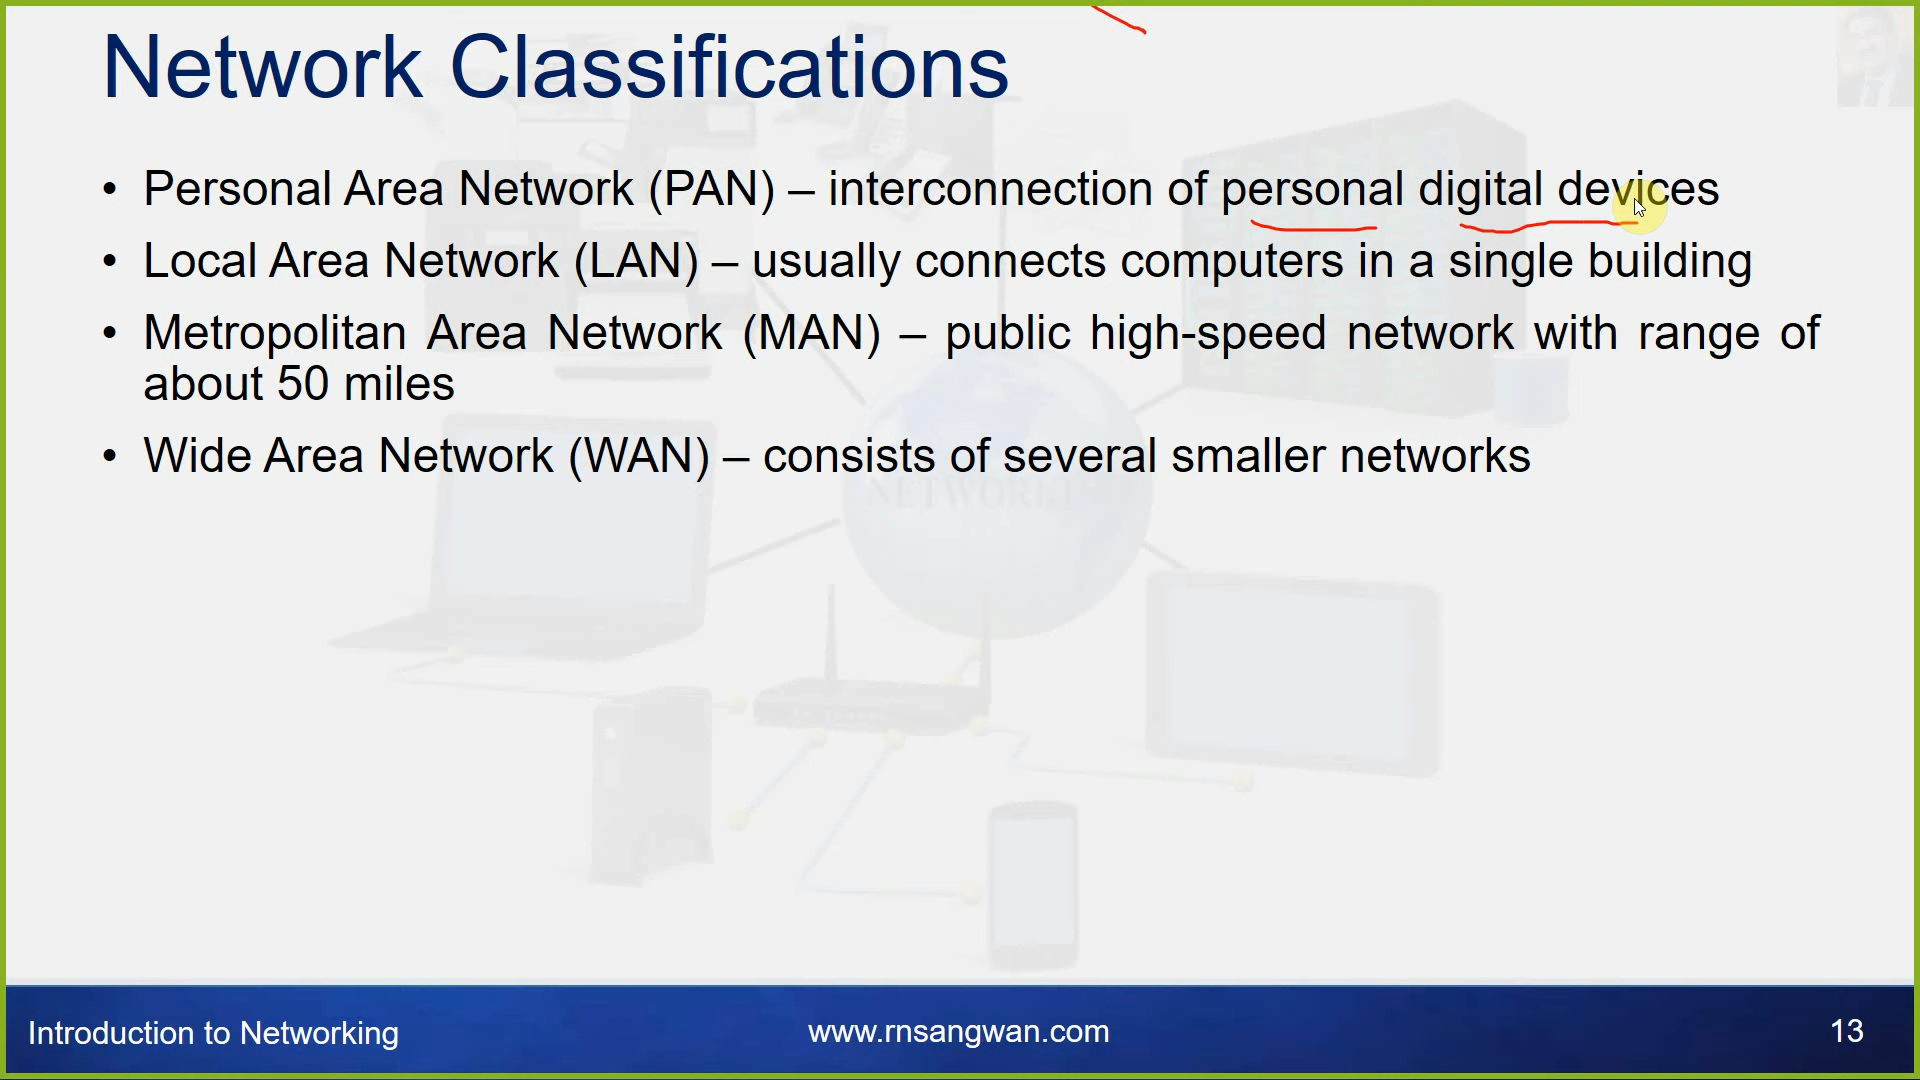 Network Classifications
• Personal Area Network (PAN) – interconnection of personal digital devices
• Local Area Network (LAN) – usually connects computers in a single building
• Metropolitan Area Network (MAN) – public high-speed network with range of
about 50 miles
• Wide Area Network (WAN) – consists of several smaller networks
NETWORK
Introduction to Networking
www.rnsangwan.com
13